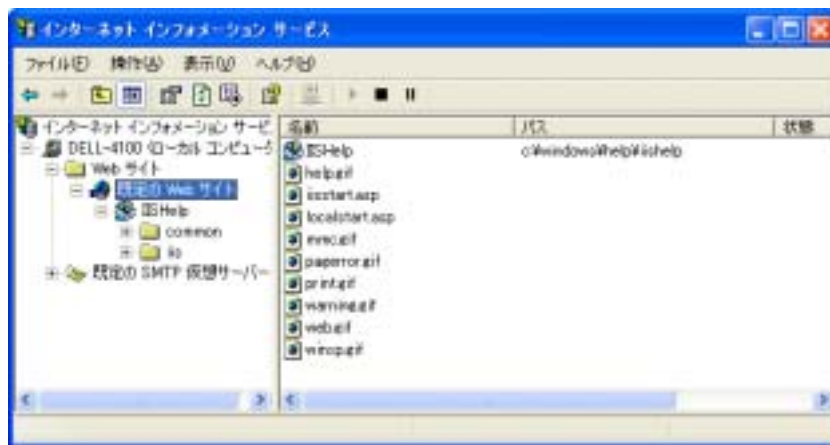 インターネット インフォメーション サービス
ファイル(F) 操作(A) 表示(V) ヘルプ(H)
インターネット インフォメーション サービ
DELL-4100 (ローカル コンピュータ
Web サイト
既定の Web サイト
IISHelp
common
iis
既定の SMTP 仮想サーバー
名前 パス 状態
IISHelp c:¥windows¥help¥iishelp
help.gif
iisstart.asp
localstart.asp
mmc.gif
pagerror.gif
print.gif
warning.gif
web.gif
winxp.gif